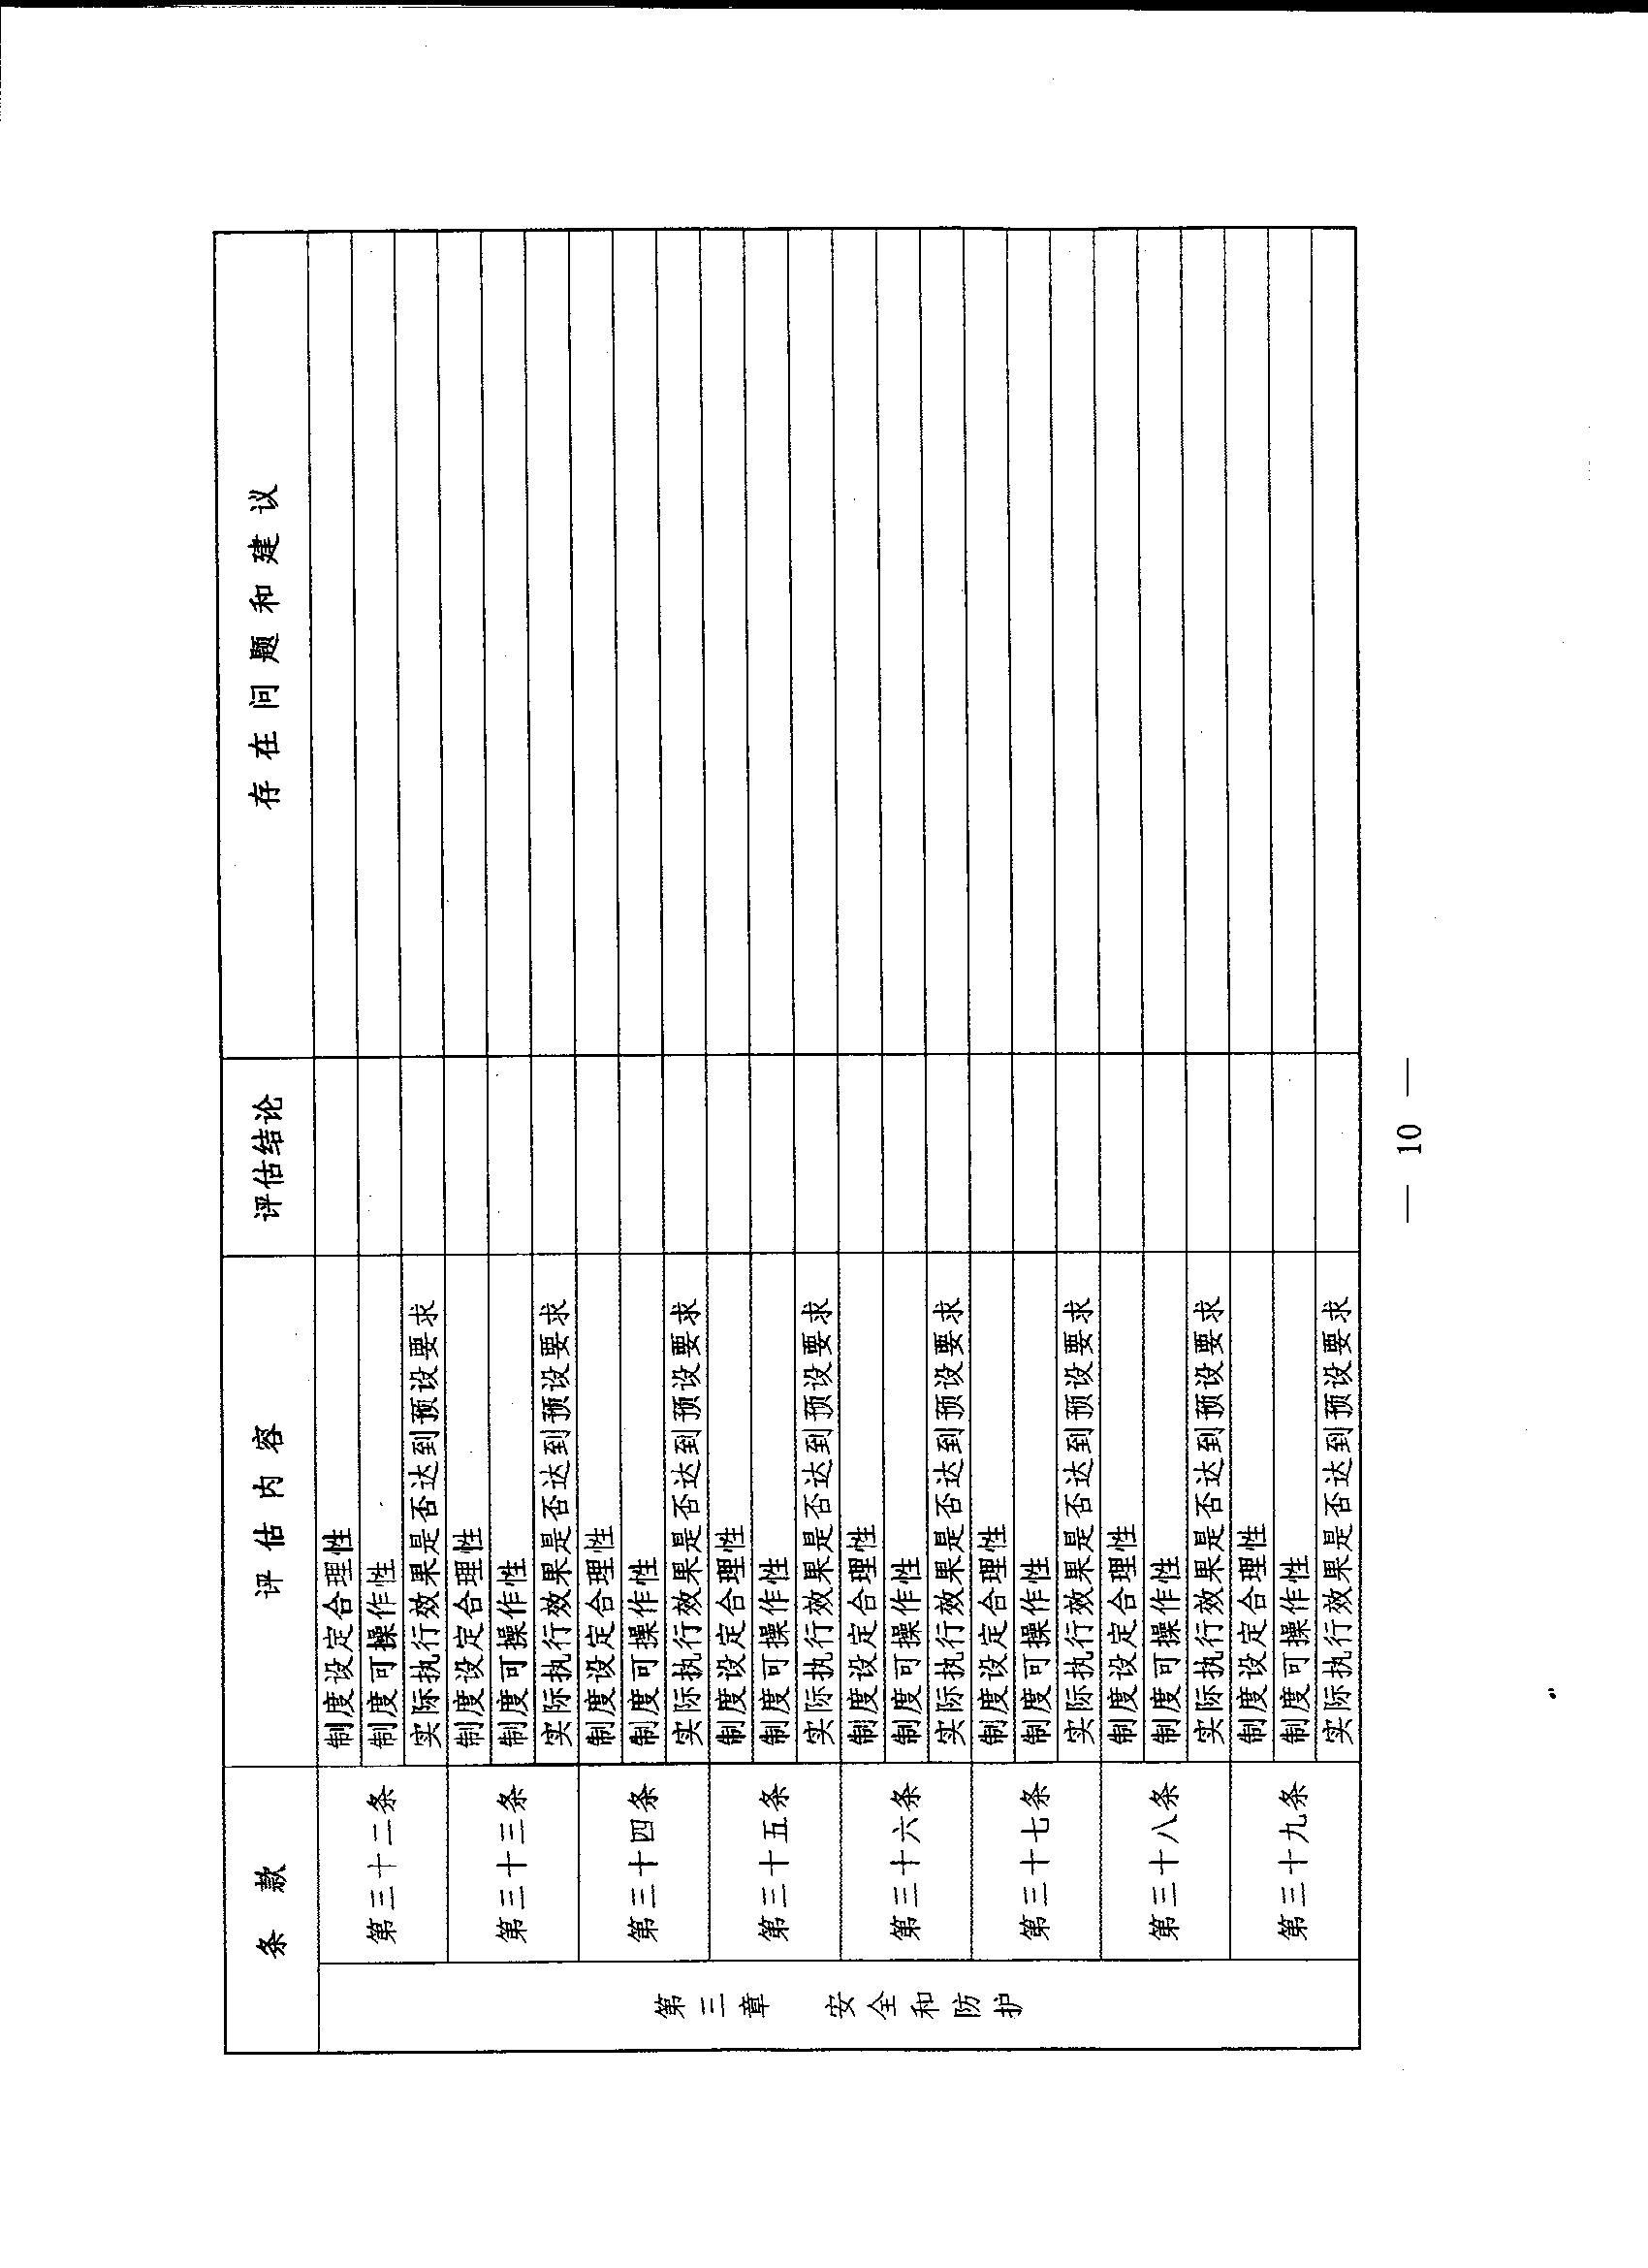 条 款 评 估 内 容 评估结论 存 在 问 题 和 建 议
第三章 安全和防护
第三十二条 制度设定合理性
制度可操作性
实际执行效果是否达到预设要求
第三十三条 制度设定合理性
制度可操作性
实际执行效果是否达到预设要求
第三十四条 制度设定合理性
制度可操作性
实际执行效果是否达到预设要求
第三十五条 制度设定合理性
制度可操作性
实际执行效果是否达到预设要求
第三十六条 制度设定合理性
制度可操作性
实际执行效果是否达到预设要求
第三十七条 制度设定合理性
制度可操作性
实际执行效果是否达到预设要求
第三十八条 制度设定合理性
制度可操作性
实际执行效果是否达到预设要求
第三十九条 制度设定合理性
制度可操作性
实际执行效果是否达到预设要求
— 10 —